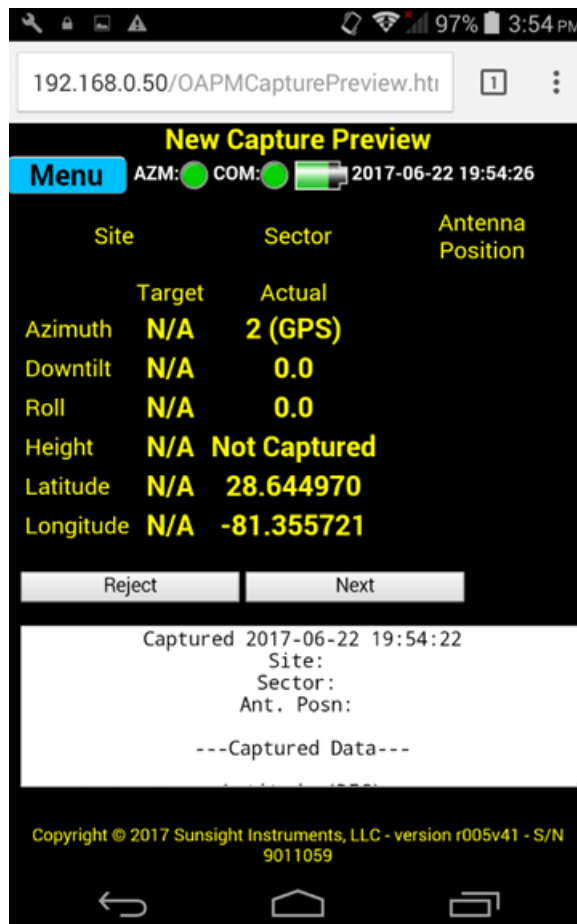 97% 3:54 PM
192.168.0.50/OAPMCapturePreview.htm 1
New Capture Preview
Menu AZM: COM: 2017-06-22 19:54:26
Site Sector Antenna Position
Target Actual
Azimuth N/A 2 (GPS)
Downtilt N/A 0.0
Roll N/A 0.0
Height N/A Not Captured
Latitude N/A 28.644970
Longitude N/A -81.355721
Reject Next
Captured 2017-06-22 19:54:22
Site:
Sector:
Ant. Posn:
---Captured Data---
Copyright © 2017 Sunsight Instruments, LLC - version r005v41 - S/N
9011059